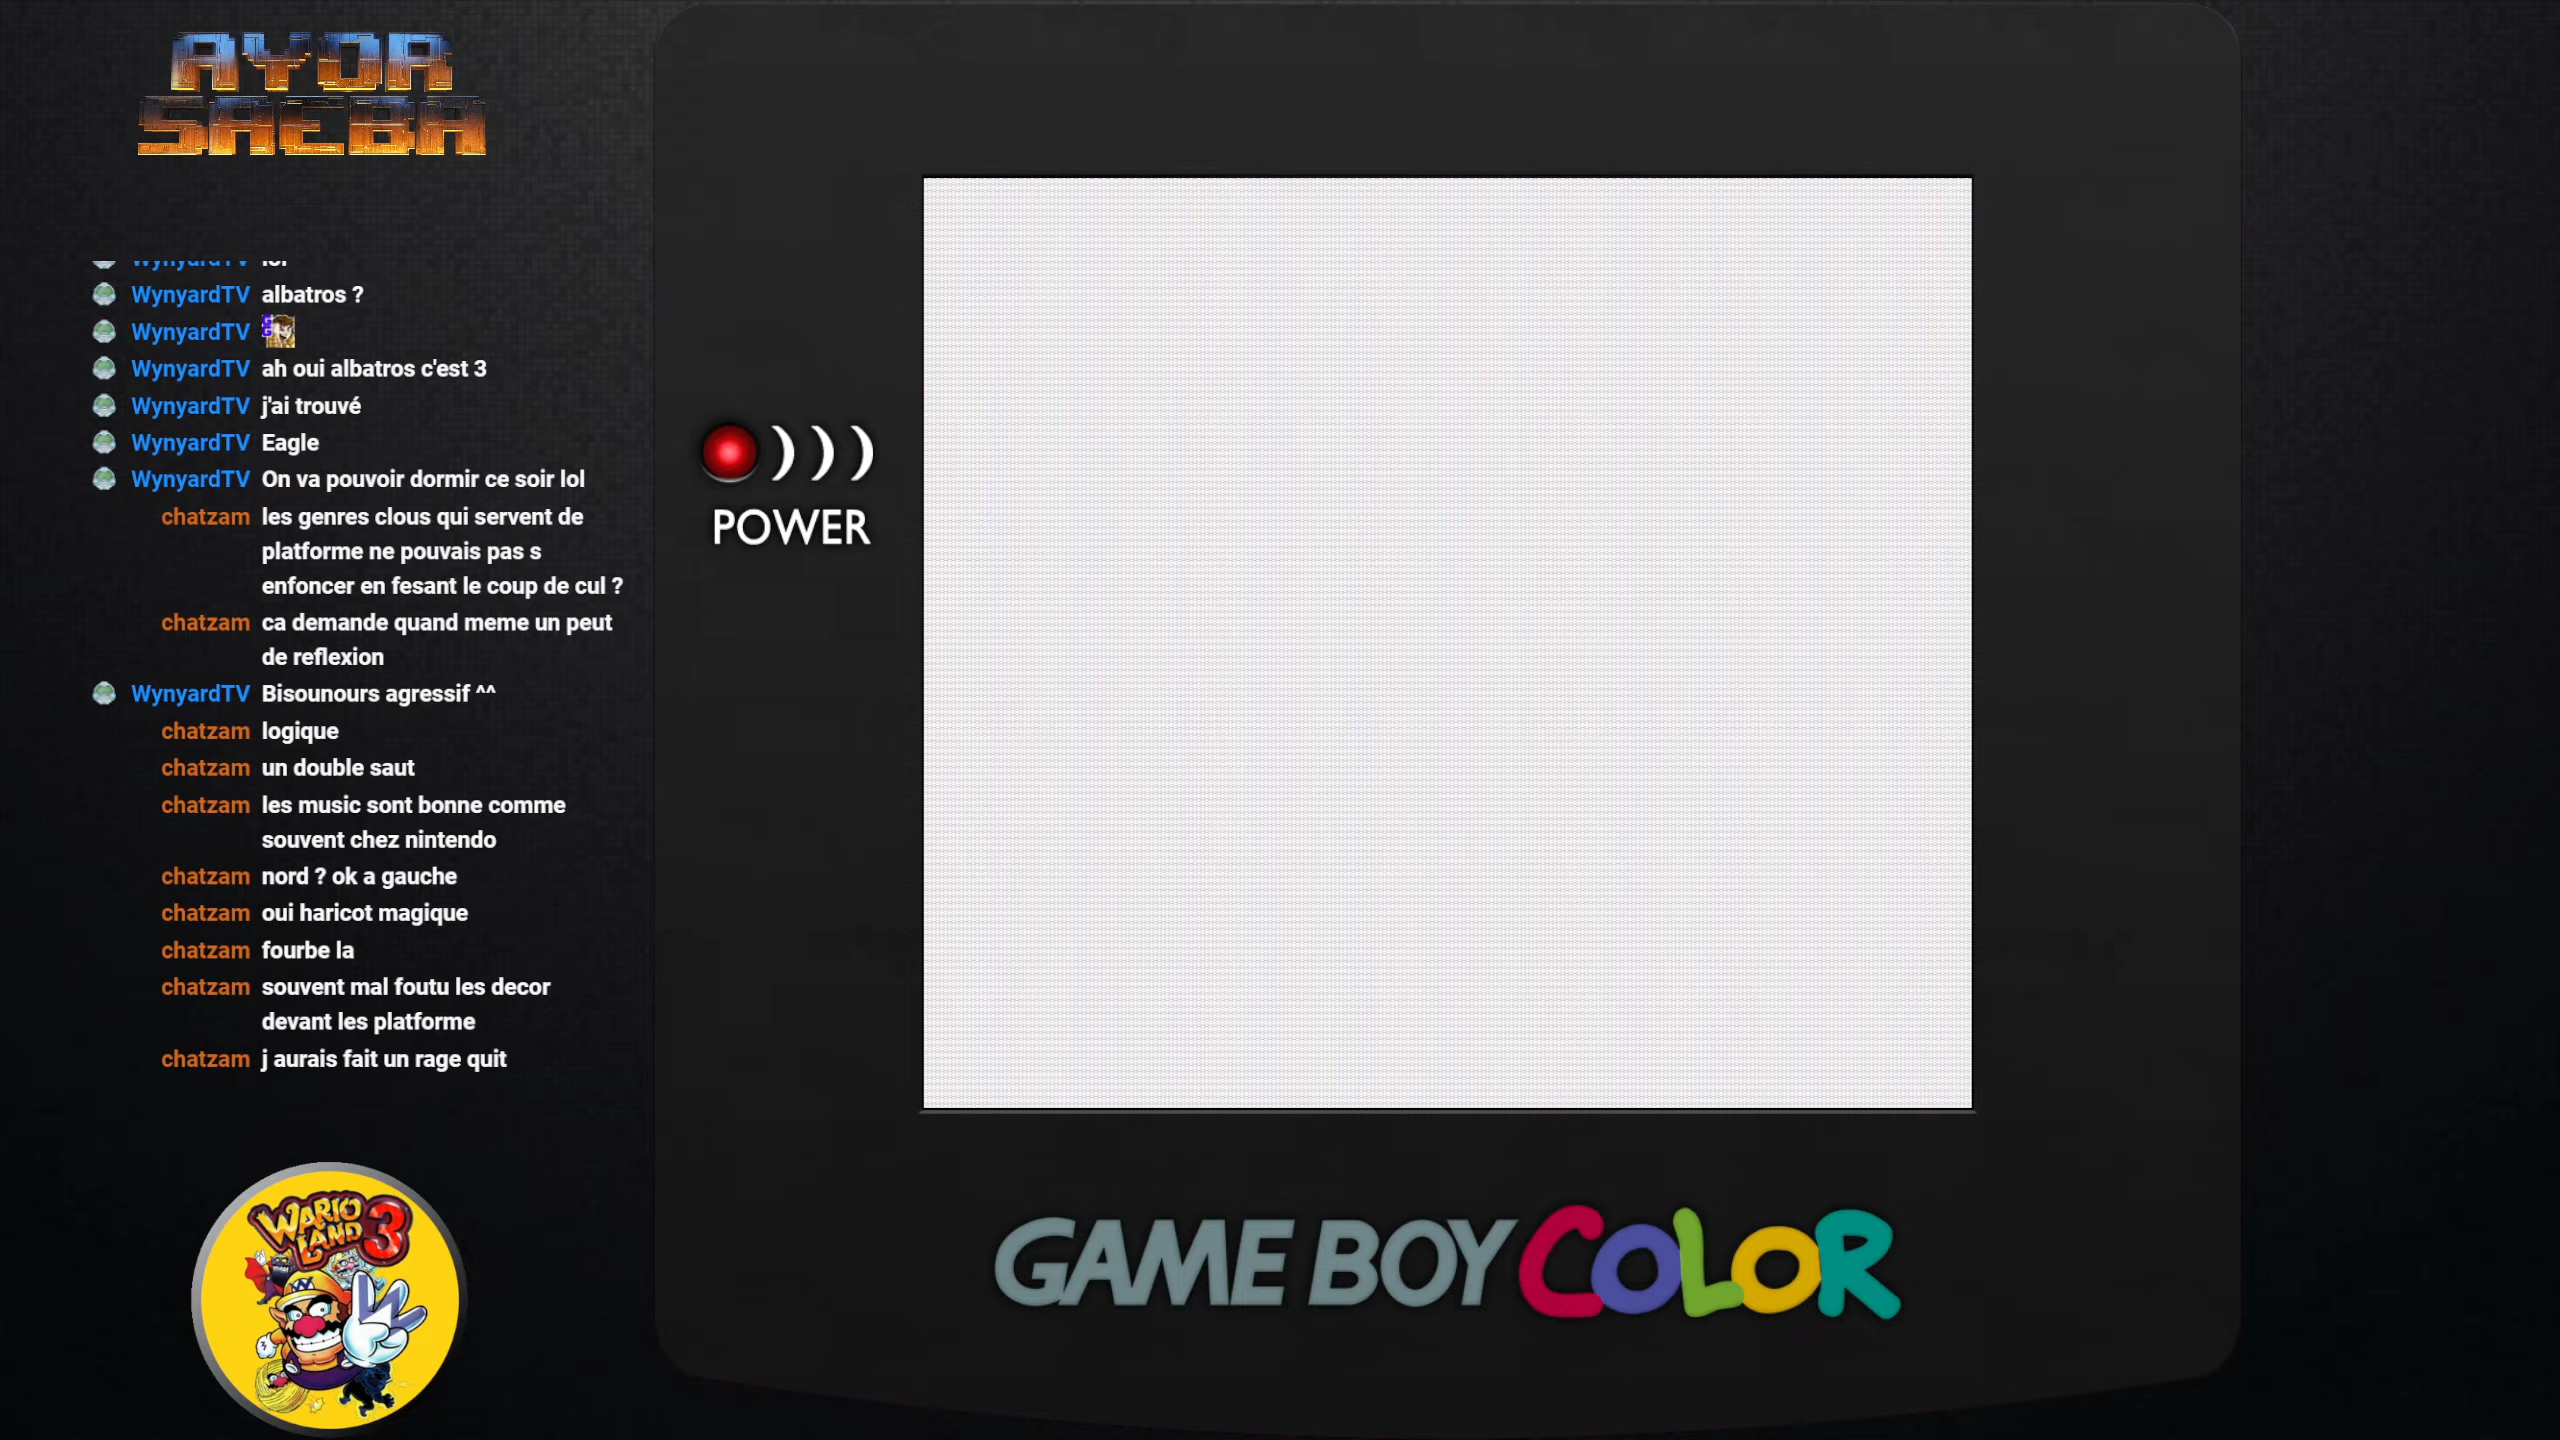 AYOR
SAEBA
WynyardTV lol
WynyardTV albatros ?
WynyardTV
WynyardTV ah oui albatros c'est 3
WynyardTV j'ai trouvé
WynyardTV Eagle
WynyardTV On va pouvoir dormir ce soir lol
chatzam les genres clous qui servent de
platforme ne pouvais pas s
enfoncer en fesant le coup de cul ?
chatzam ca demande quand meme un peut
de reflexion
WynyardTV Bisounours agressif ^^
chatzam logique
chatzam un double saut
chatzam les music sont bonne comme
souvent chez nintendo
chatzam nord ? ok a gauche
chatzam oui haricot magique
chatzam fourbe la
chatzam souvent mal foutu les decor
devant les platforme
chatzam j aurais fait un rage quit
POWER
GAME BOY COLOR
WARIO
LAND 3
W